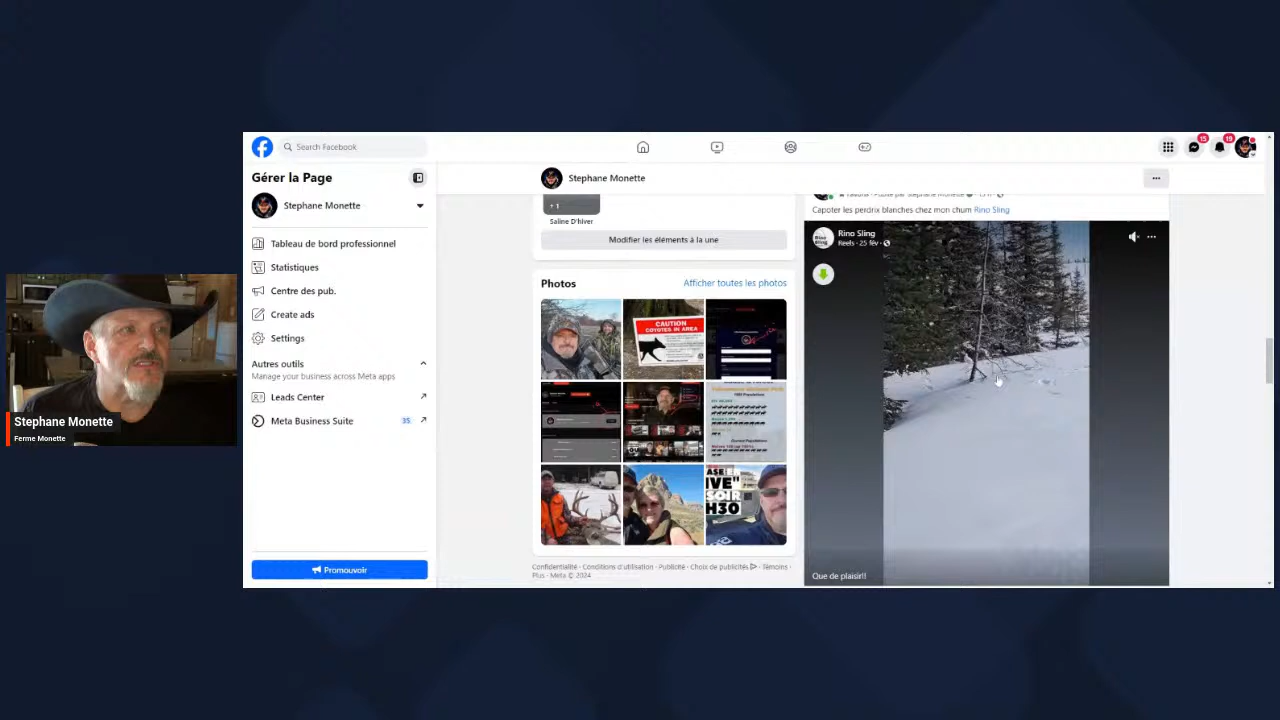 Search Facebook
15
19
Gérer la Page
Stephane Monette
Tableau de bord professionnel
Statistiques
Centre des pub.
Create ads
Settings
Autres outils
Manage your business across Meta apps
Leads Center
Meta Business Suite
35
Promouvoir
Stephane Monette
Ferme Monette
Stephane Monette
+ 1
Saline D'hiver
Modifier les éléments à la une
Photos
Afficher toutes les photos
CAUTION
COYOTES IN AREA
Confidentialité · Conditions d'utilisation · Publicité · Choix de publicités · Témoins ·
Plus · Meta © 2024
Capoter les perdrix blanches chez mon chum Rino Sling
Rino Sling
Reels · 25 fév ·
Que de plaisir!!